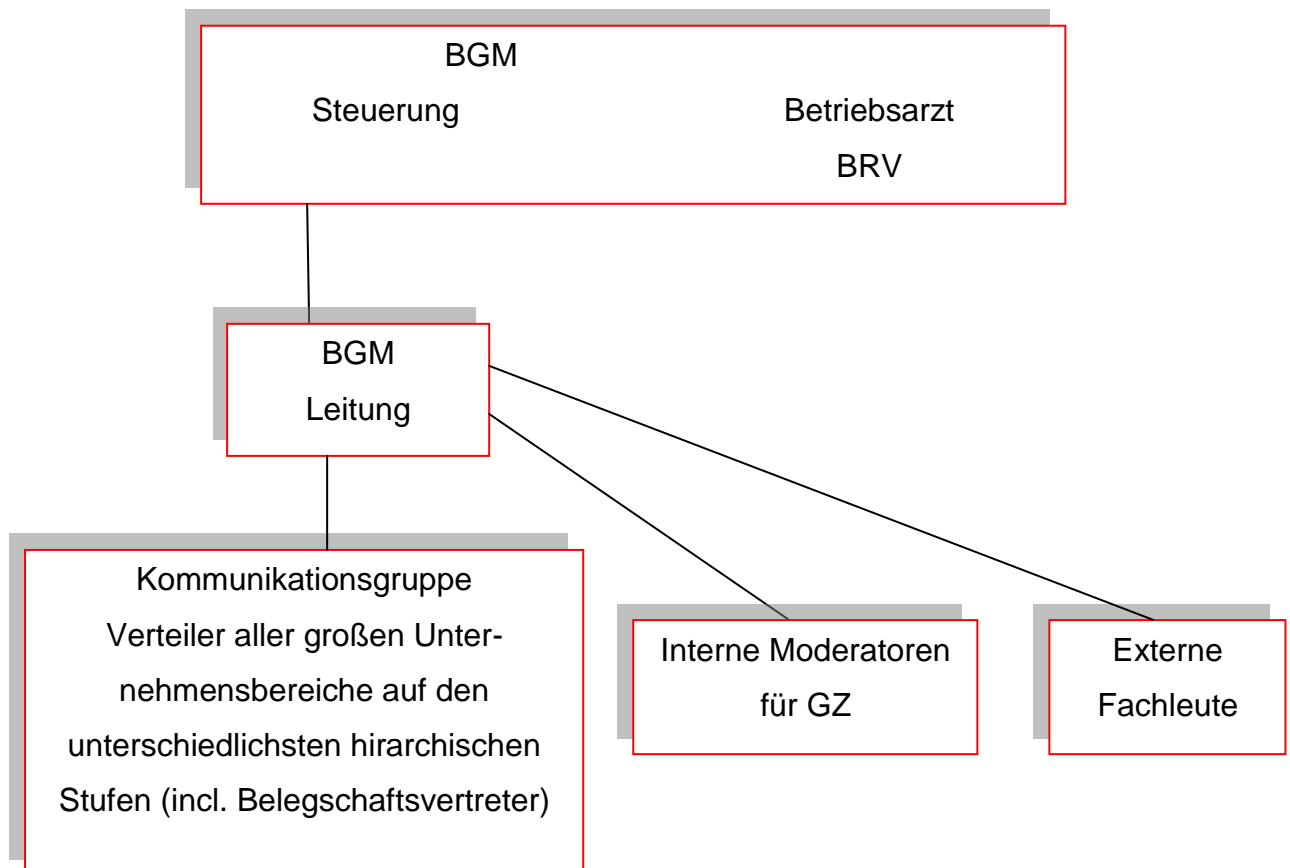 BGM
Steuerung Betriebsarzt
BRV
BGM
Leitung
Kommunikationsgruppe
Verteiler aller großen Unter-
nehmensbereiche auf den
unterschiedlichsten hirarchischen
Stufen (incl. Belegschaftsvertreter)
Interne Moderatoren
für GZ
Externe
Fachleute